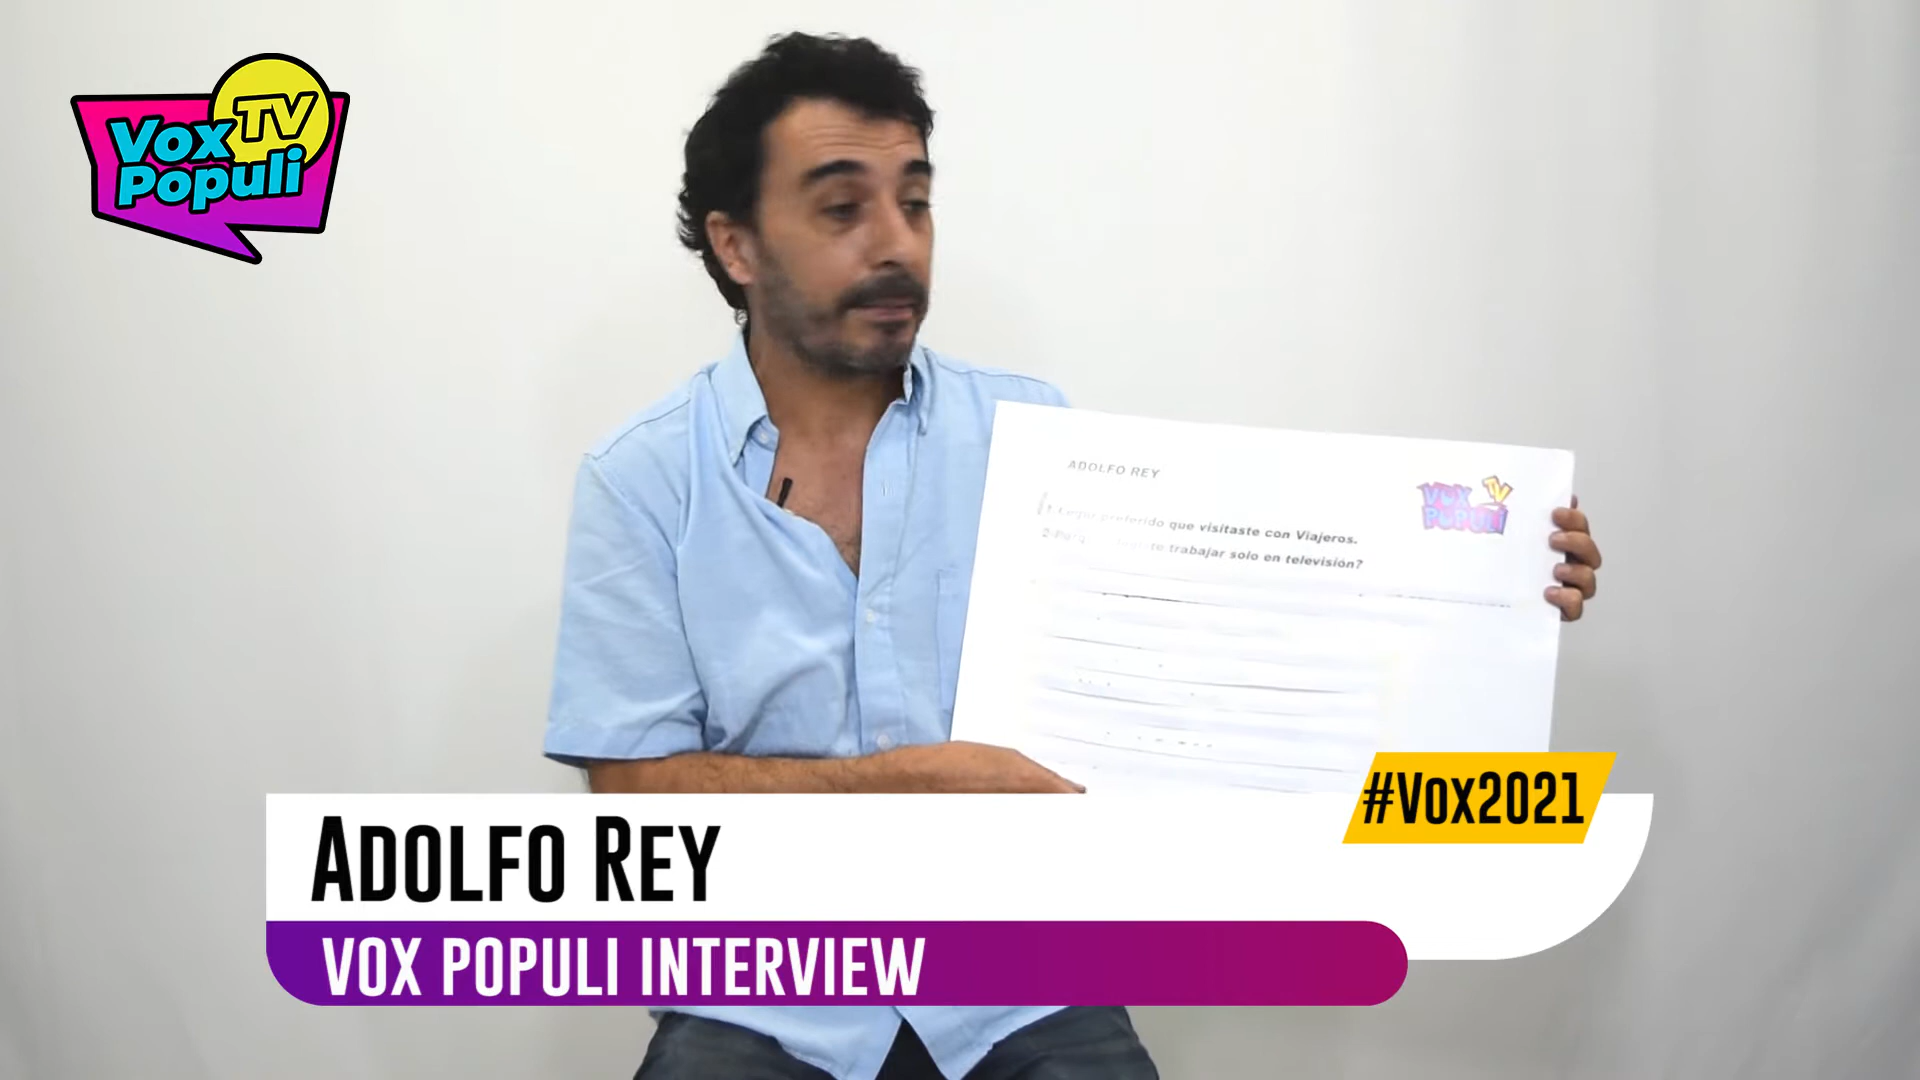 Vox TV
Populi
ADOLFO REY
VOX TV
POPULI
preferido que visitaste con Viajeros.
trabajar solo en televisión?
#Vox2021
Adolfo Rey
VOX POPULI INTERVIEW